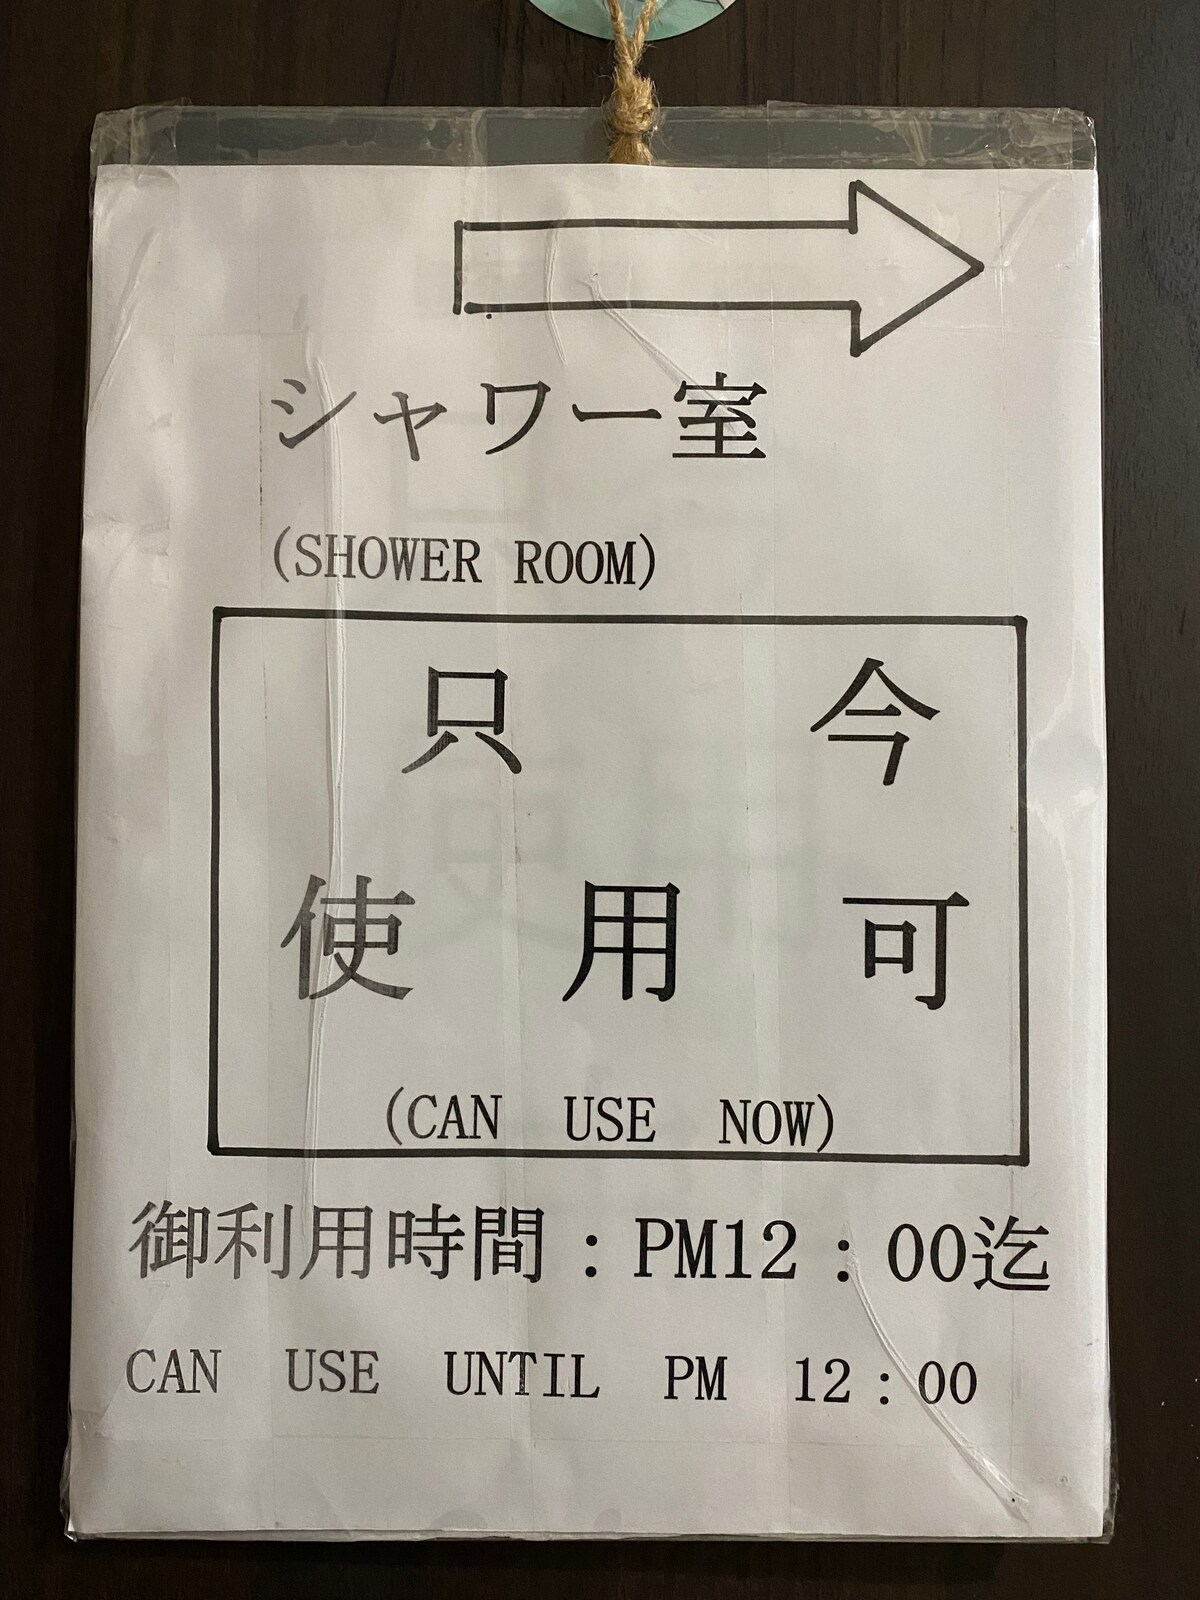 シャワー室
(SHOWER ROOM)
只 今
使 用 可
(CAN USE NOW)
御利用時間：PM12：00迄
CAN USE UNTIL PM 12：00